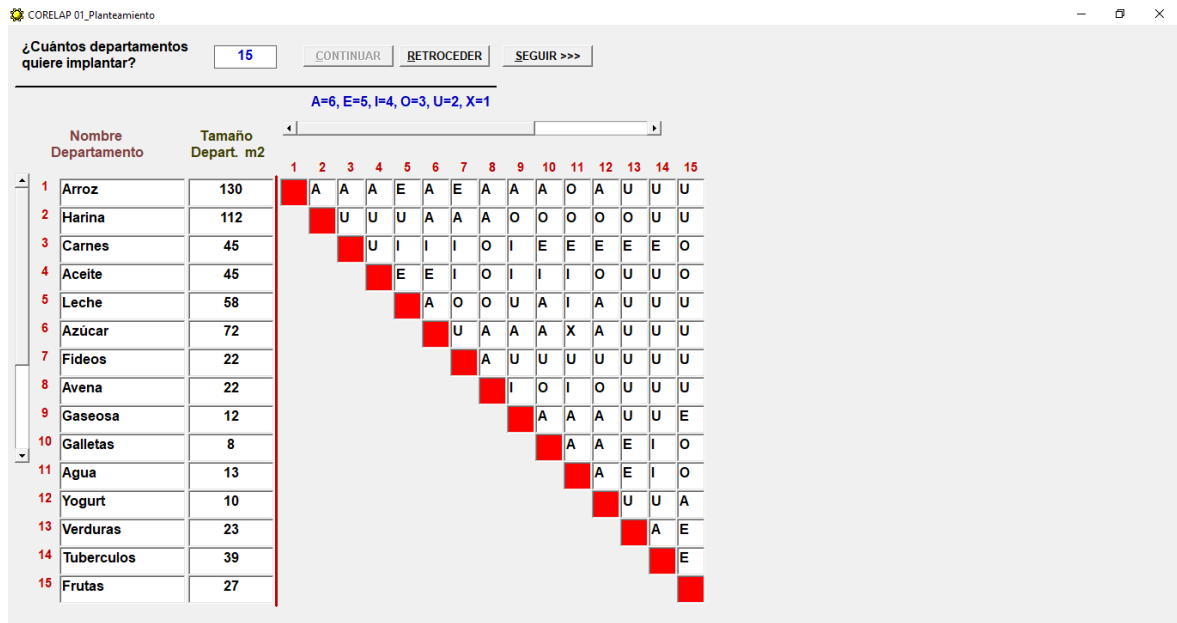 CORELAP 01_Planteamiento
¿Cuántos departamentos
quiere implantar?
15
CONTINUAR
RETROCEDER
SEGUIR >>>
A=6, E=5, I=4, O=3, U=2, X=1
Nombre
Departamento
Tamaño
Depart. m2
1 2 3 4 5 6 7 8 9 10 11 12 13 14 15
1 Arroz 130 A A A E A E A A A O A U U U
2 Harina 112 U U U A A A O O O O O U U
3 Carnes 45 U I I I O I E E E E E O
4 Aceite 45 E E I O I I I O U U O
5 Leche 58 A O O U A I A U U U
6 Azúcar 72 U A A A X A U U U
7 Fideos 22 A U U U U U U U
8 Avena 22 I O I O U U U
9 Gaseosa 12 A A A U U E
10 Galletas 8 A A E I O
11 Agua 13 A E I O
12 Yogurt 10 U U A
13 Verduras 23 A E
14 Tuberculos 39 E
15 Frutas 27